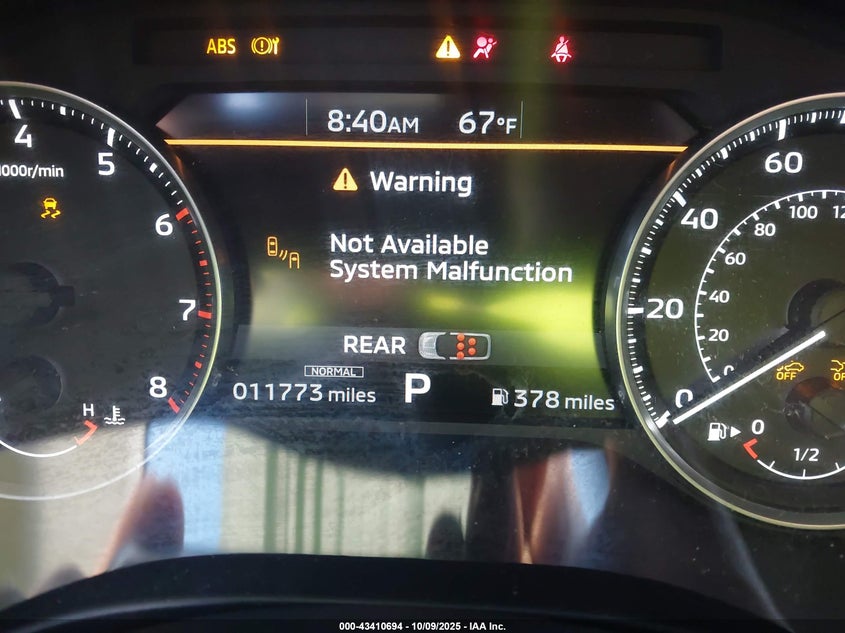 ABS
8:40AM 67°F
4
5
1000r/min
Warning
6
Not Available
System Malfunction
7
REAR
8
NORMAL
011773 miles
P
378 miles
H
60
40
100
80
60
20
40
20
0
0
OFF
OFF
0
1/2
000-43410694 - 10/09/2025 - IAA Inc.